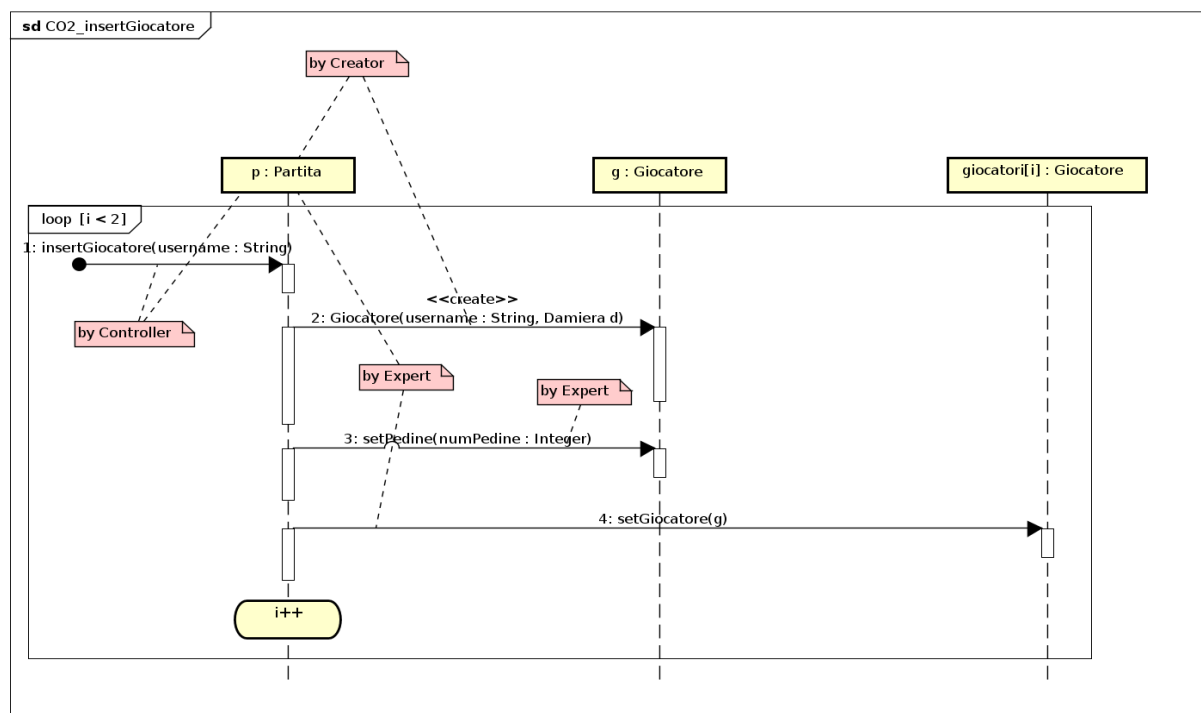 sd CO2_insertGiocatore
by Creator
p : Partita
g : Giocatore
giocatori[i] : Giocatore
loop [i < 2]
1: insertGiocatore(username : String)
<<create>>
2: Giocatore(username : String, Damiera d)
by Controller
by Expert
by Expert
3: setPedine(numPedine : Integer)
4: setGiocatore(g)
i++